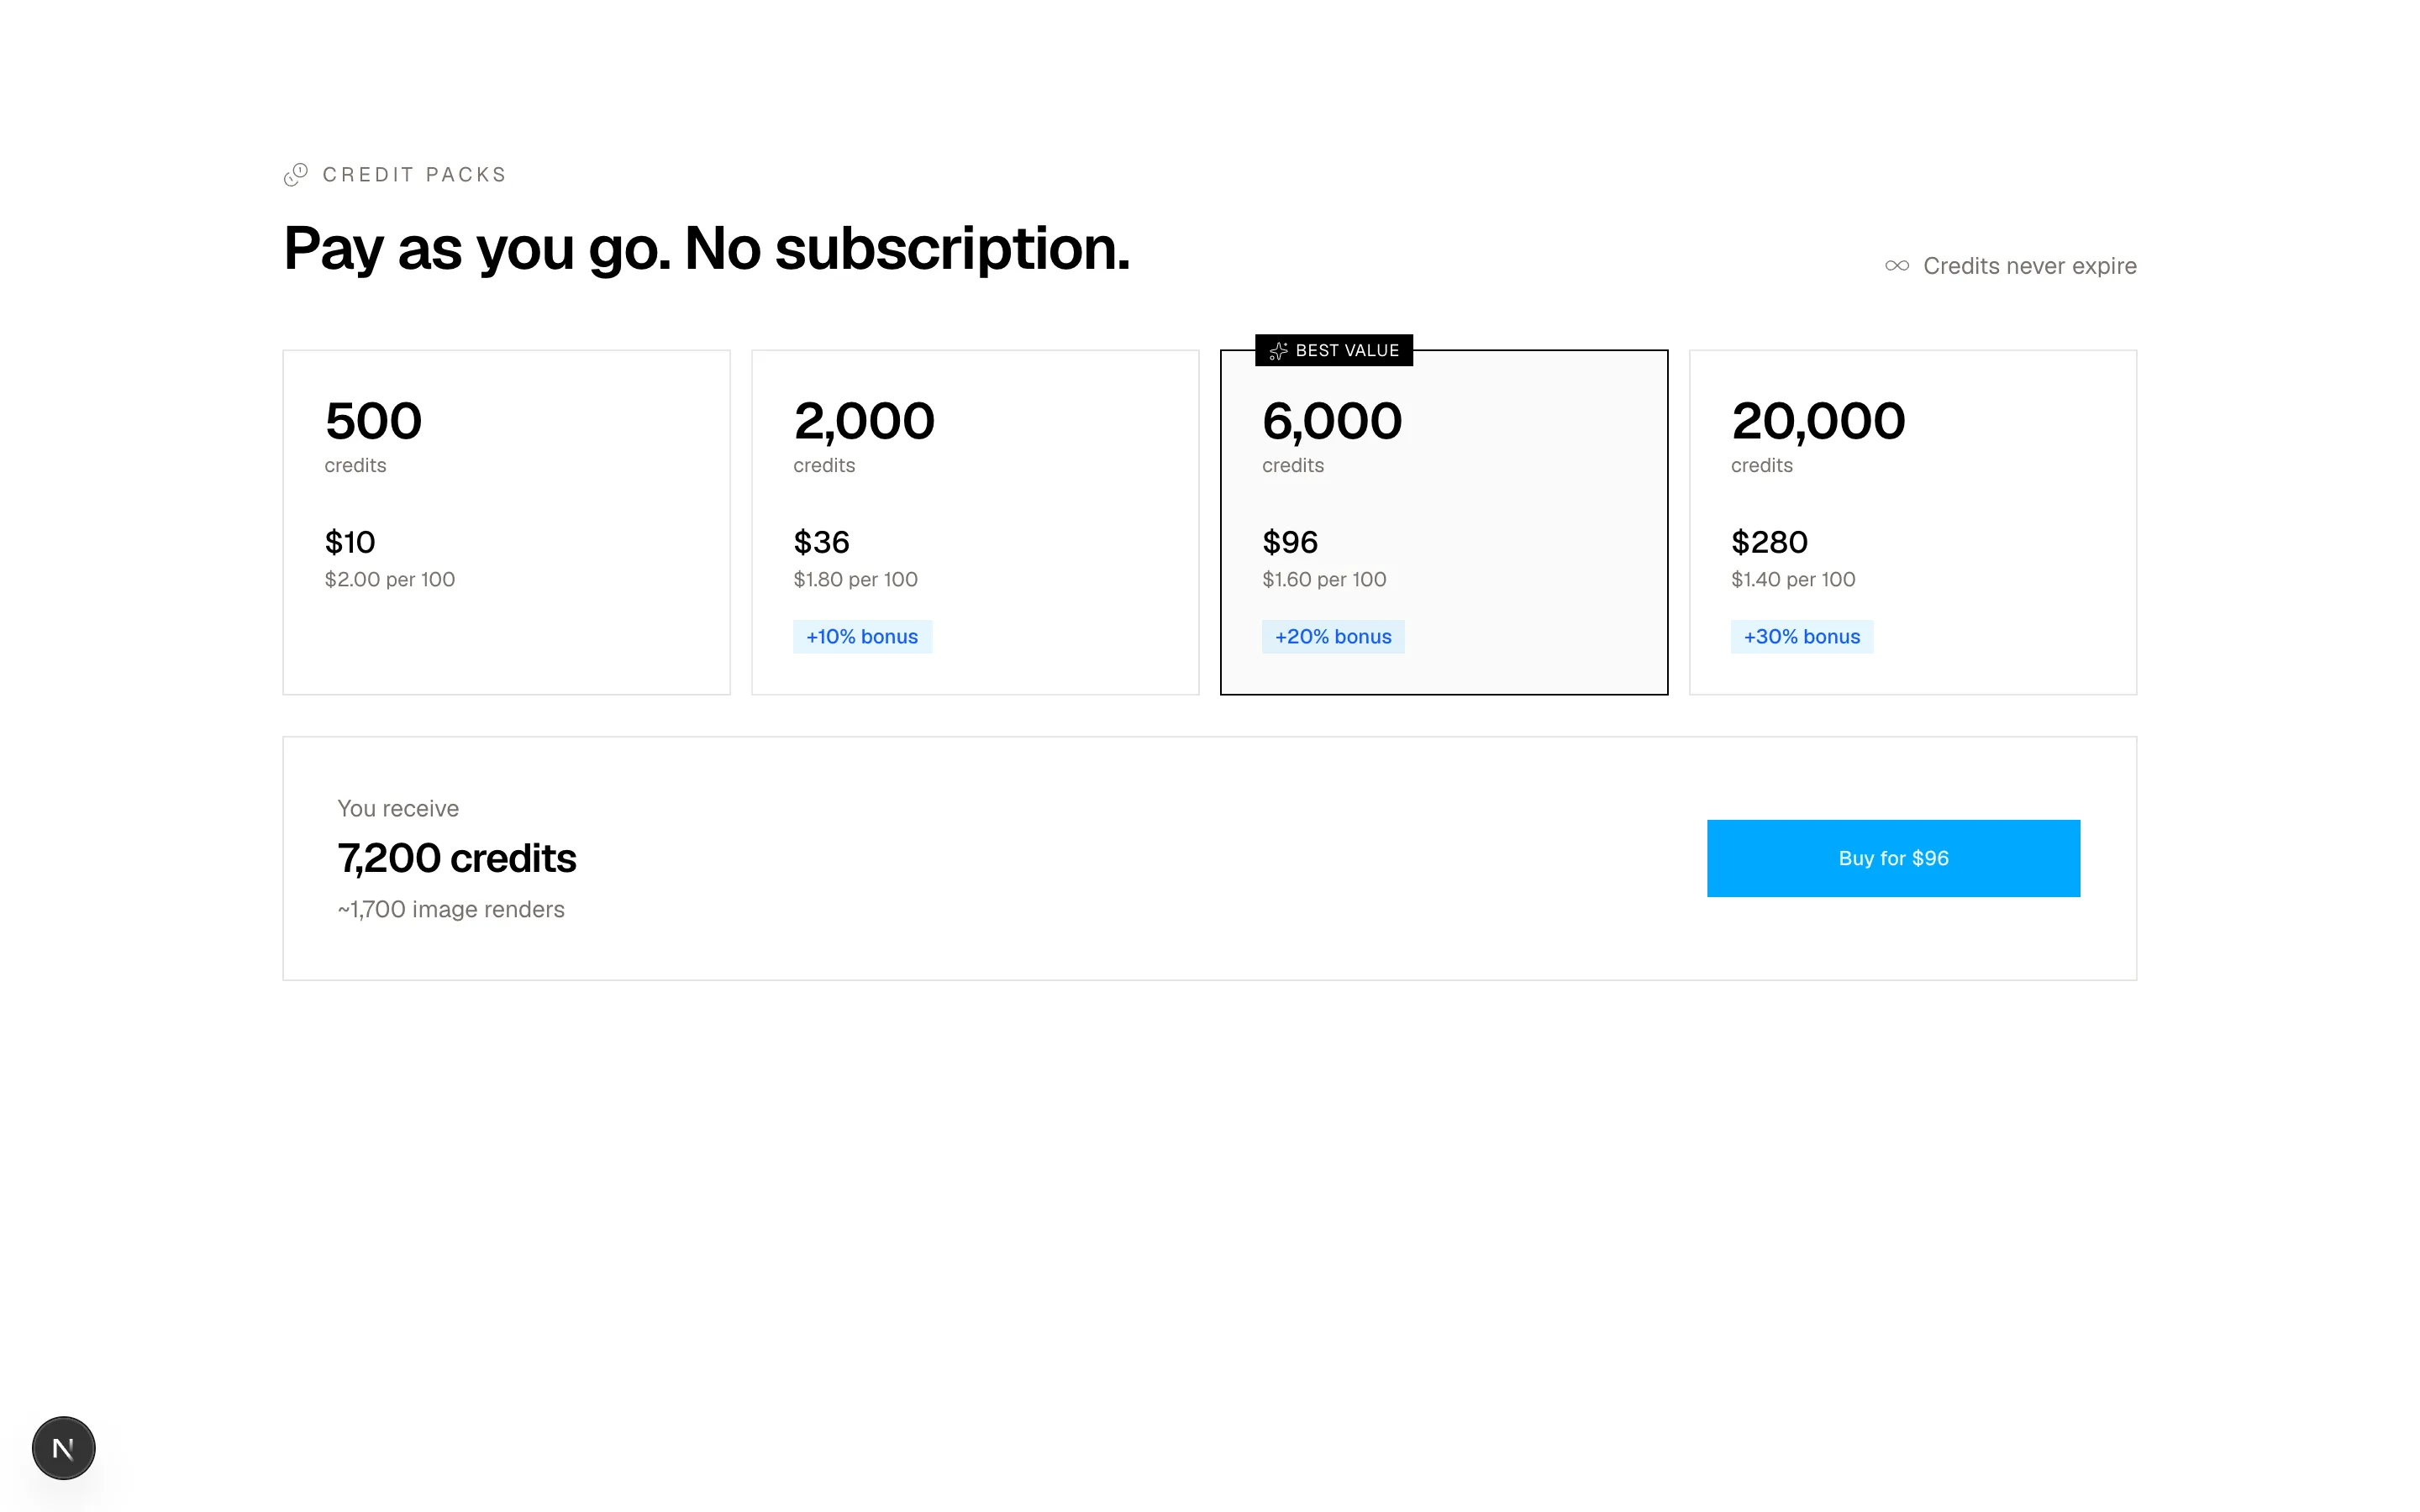 CREDIT PACKS
Pay as you go. No subscription.
Credits never expire
500
credits
$10
$2.00 per 100
2,000
credits
$36
$1.80 per 100
+10% bonus
BEST VALUE
6,000
credits
$96
$1.60 per 100
+20% bonus
20,000
credits
$280
$1.40 per 100
+30% bonus
You receive
7,200 credits
~1,700 image renders
Buy for $96
N